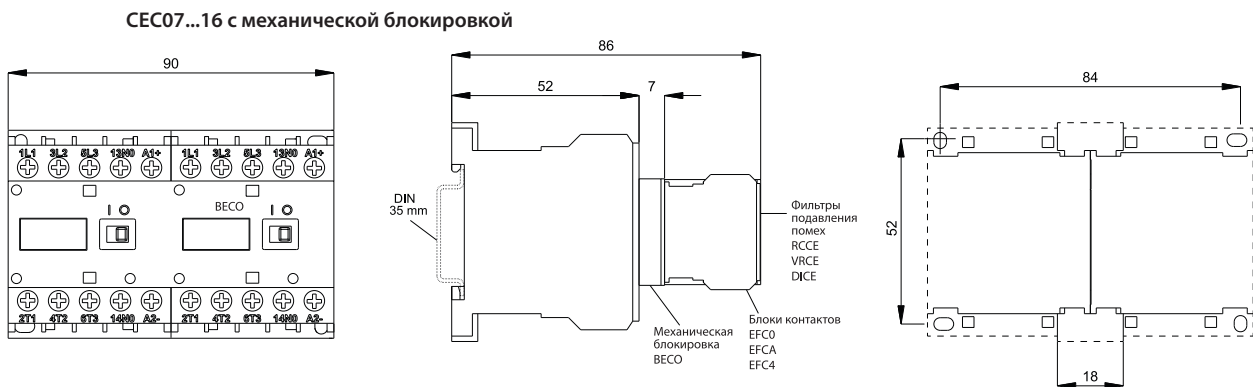 CEC07...16 с механической блокировкой
90
1L1 3L2 5L3 13NO A1+ 1L1 3L2 5L3 13NO A1+
BECO
I O I O
2T1 4T2 6T3 14NO A2- 2T1 4T2 6T3 14NO A2-
86
52 7
DIN
35 mm
Фильтры
подавления
помех
RCCE
VRCE
DICE
Механическая
блокировка
BECO
Блоки контактов
EFC0
EFCA
EFC4
84
52
18